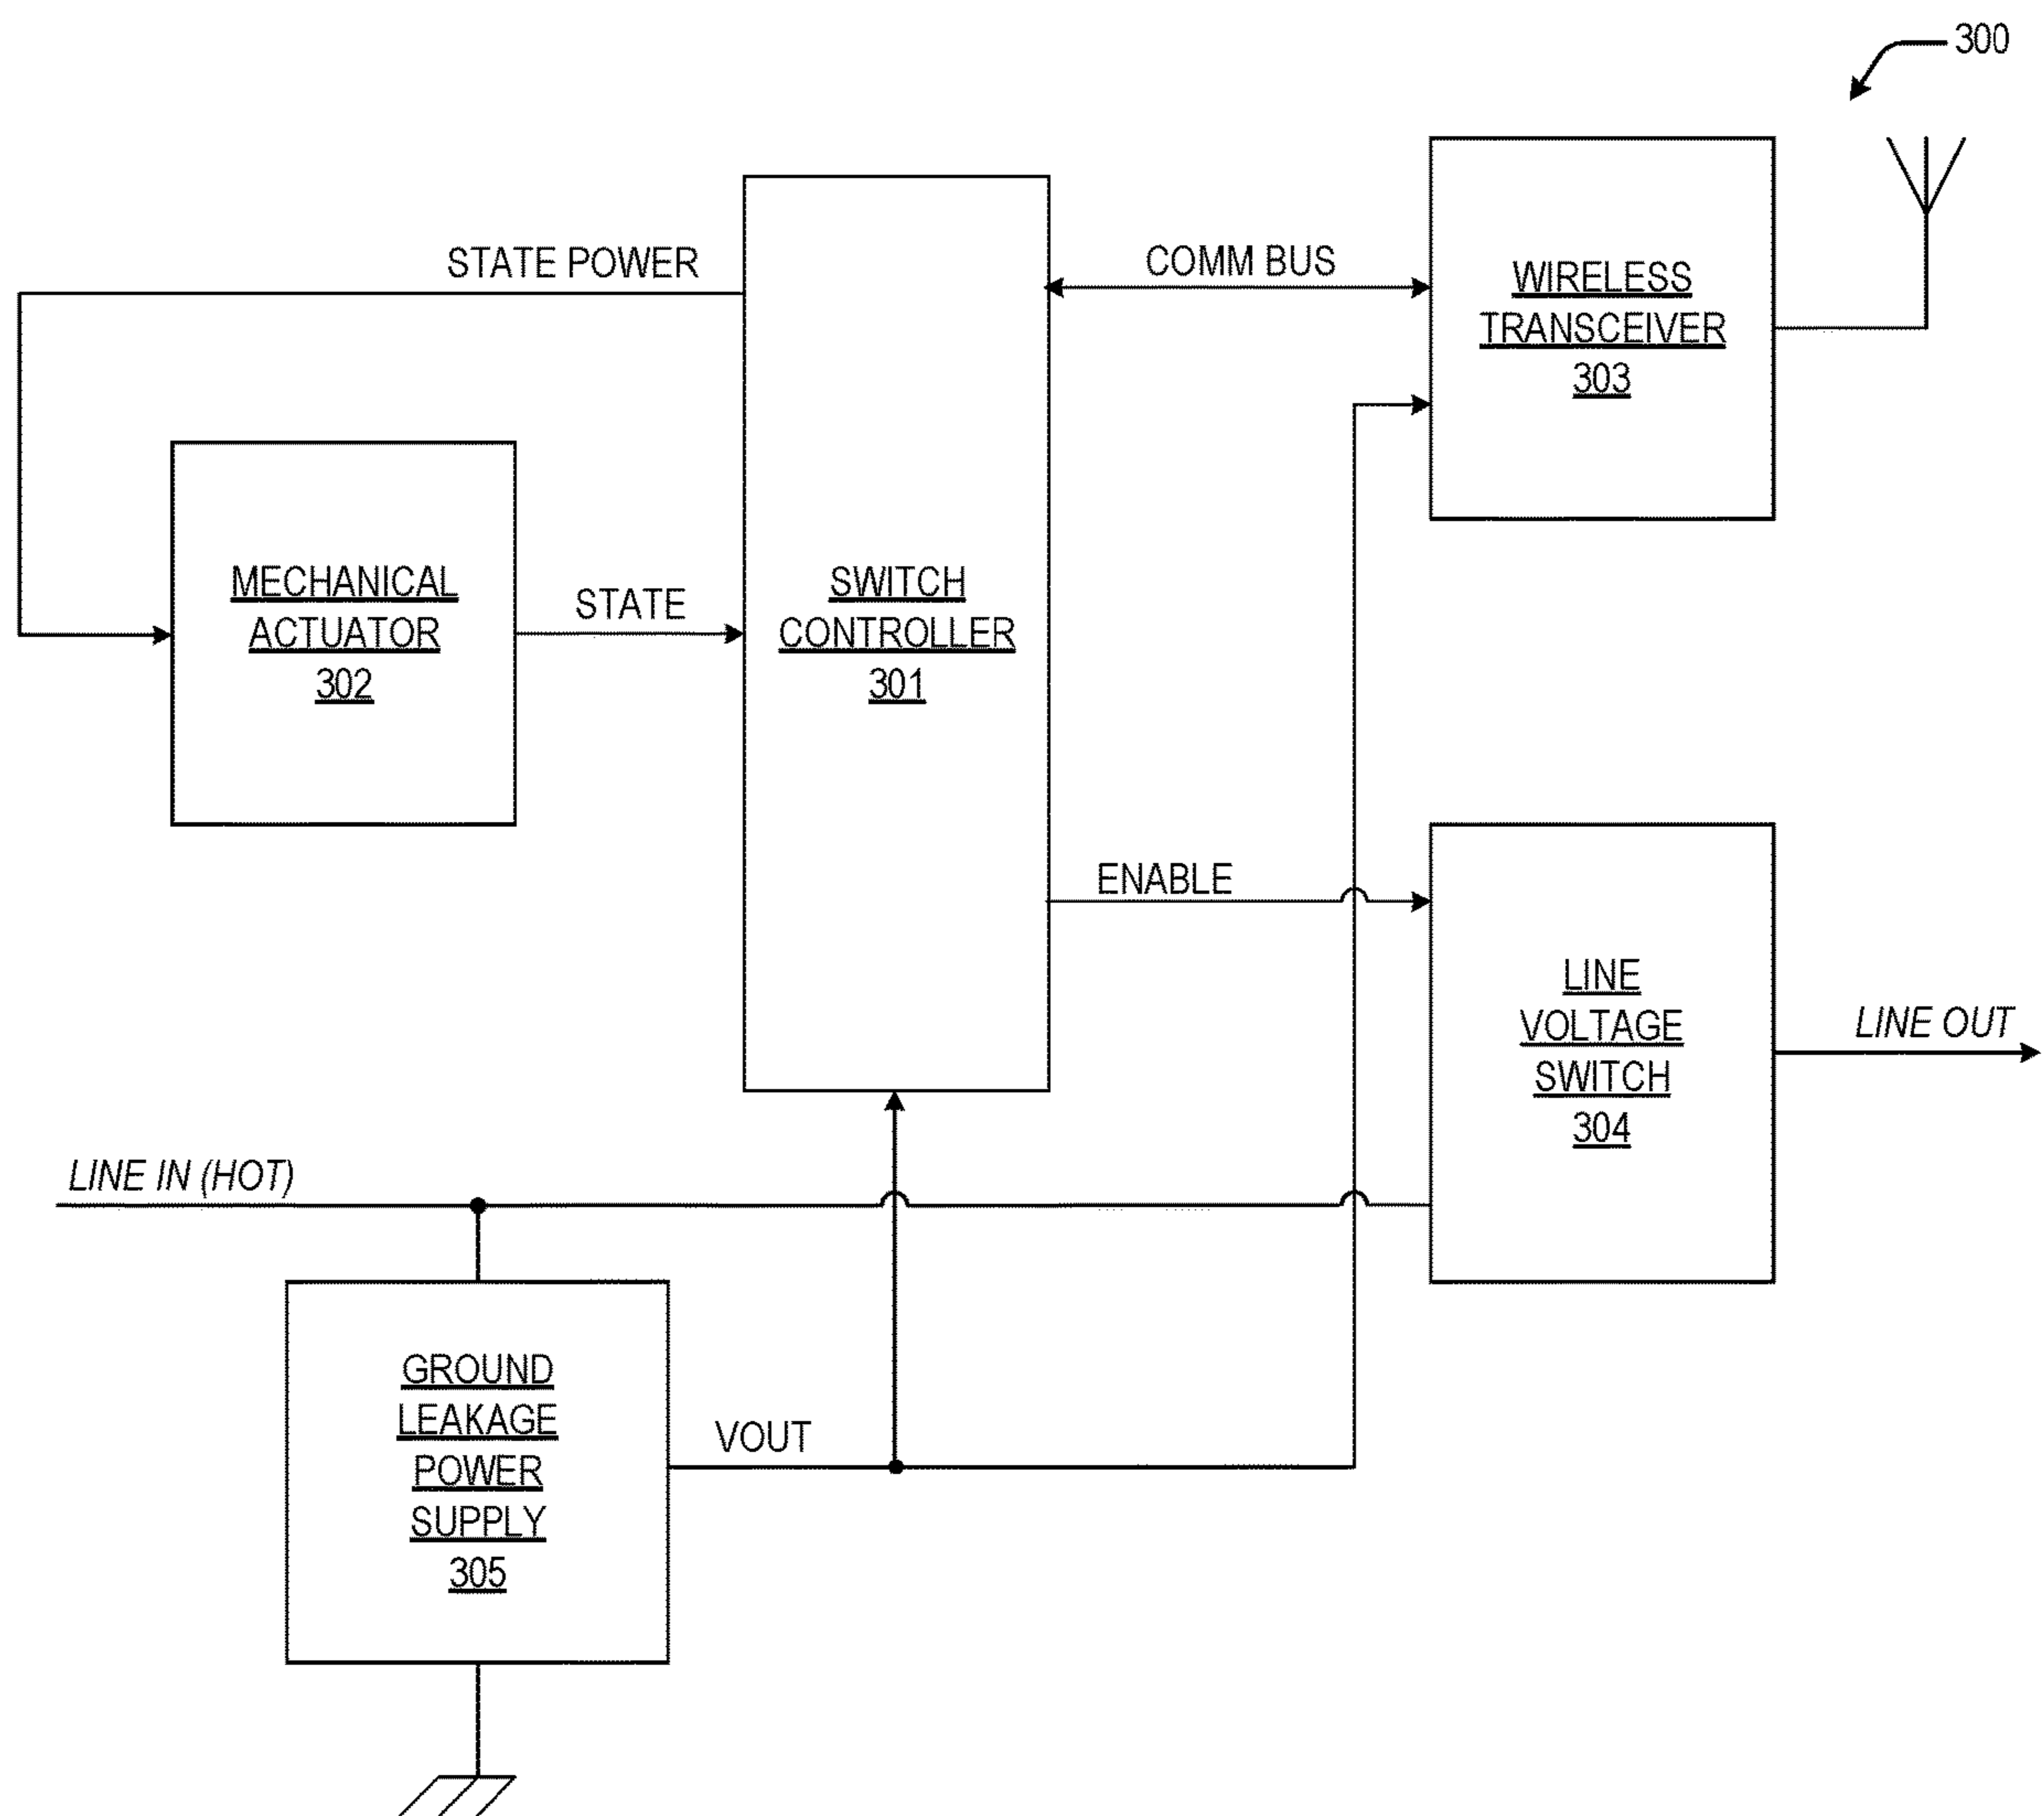 300
STATE POWER
COMM BUS
WIRELESS
TRANSCEIVER
303
MECHANICAL
ACTUATOR
302
STATE
SWITCH
CONTROLLER
301
ENABLE
LINE
VOLTAGE
SWITCH
304
LINE OUT
LINE IN (HOT)
GROUND
LEAKAGE
POWER
SUPPLY
305
VOUT